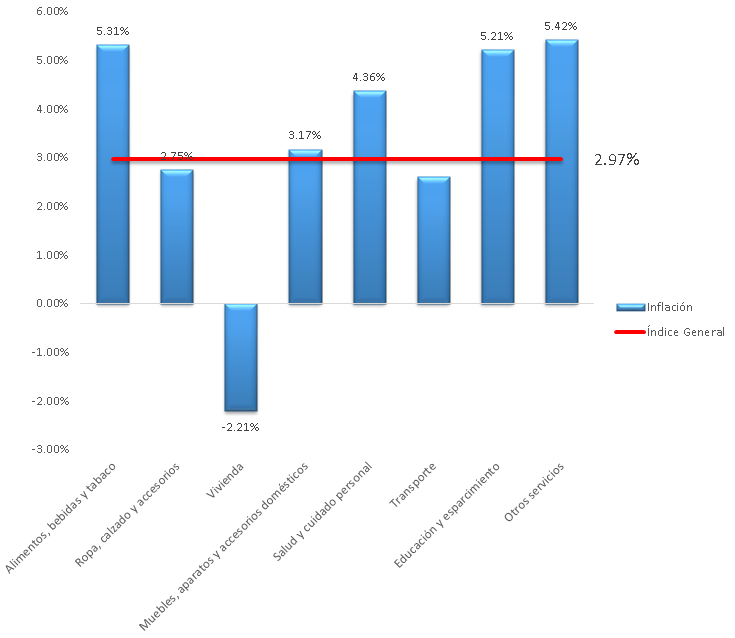 6.00%
5.00%
4.00%
3.00%
2.00%
1.00%
0.00%
-1.00%
-2.00%
-3.00%
5.31%
2.75%
-2.21%
3.17%
4.36%
5.21%
5.42%
2.97%
Inflación
Índice General
Alimentos, bebidas y tabaco
Ropa, calzado y accesorios
Vivienda
Muebles, aparatos y accesorios domésticos
Salud y cuidado personal
Transporte
Educación y esparcimiento
Otros servicios